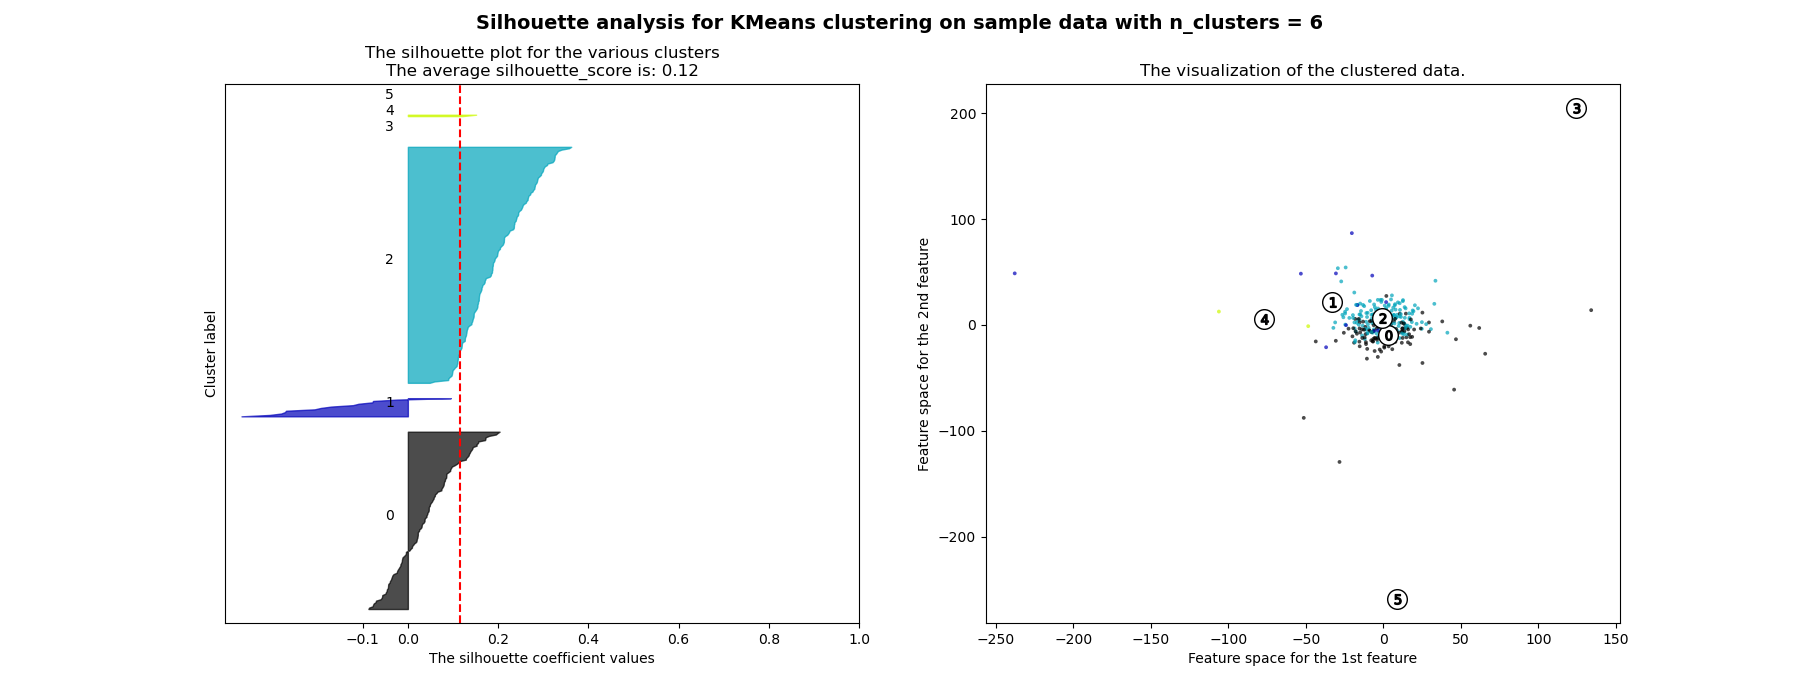 Silhouette analysis for KMeans clustering on sample data with n_clusters = 6
The silhouette plot for the various clusters
The average silhouette_score is: 0.12
5
4
3
2
1
0
Cluster label
−0.1 0.0 0.2 0.4 0.6 0.8 1.0
The silhouette coefficient values
The visualization of the clustered data.
200
100
0
−100
−200
Feature space for the 2nd feature
3
1
4
2
0
5
−250 −200 −150 −100 −50 0 50 100 150
Feature space for the 1st feature